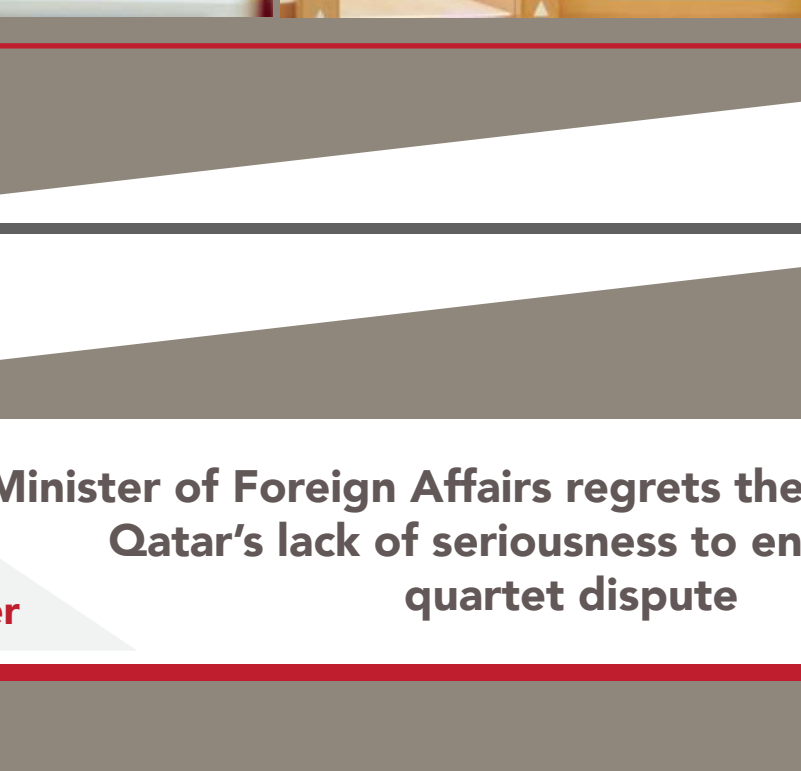 Minister of Foreign Affairs regrets the
Qatar's lack of seriousness to en
quartet dispute
er